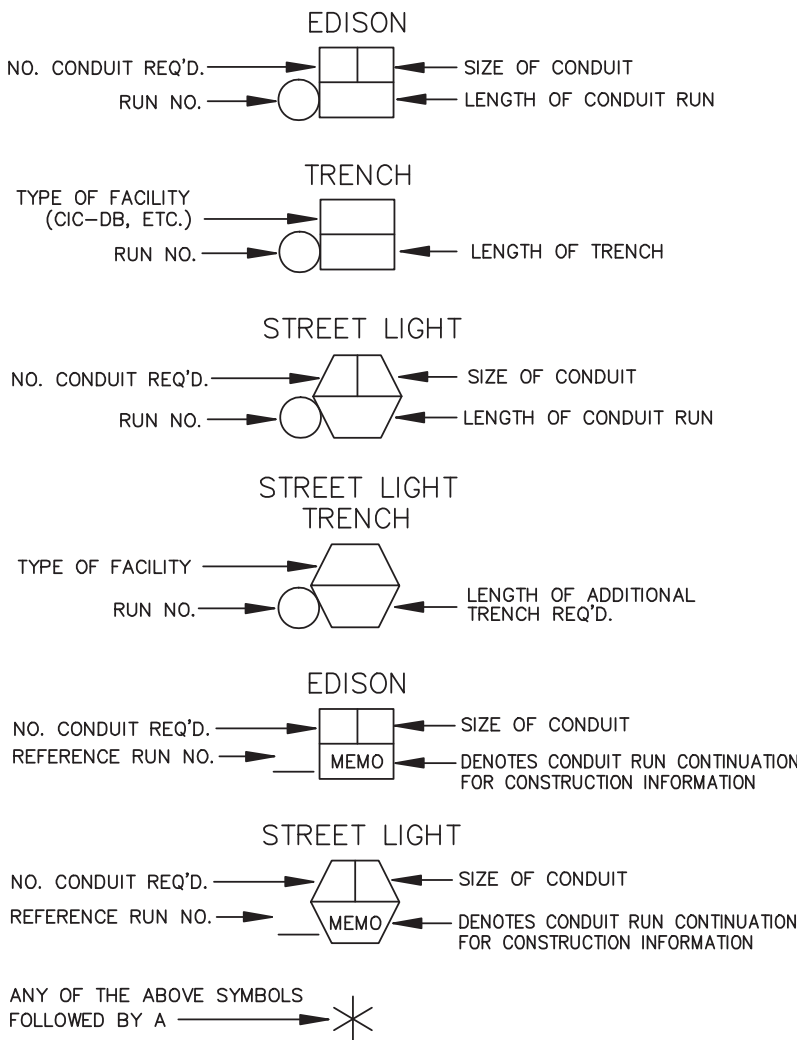 EDISON
NO. CONDUIT REQ'D. SIZE OF CONDUIT
RUN NO. LENGTH OF CONDUIT RUN
TRENCH
TYPE OF FACILITY
(CIC-DB, ETC.)
RUN NO. LENGTH OF TRENCH
STREET LIGHT
NO. CONDUIT REQ'D. SIZE OF CONDUIT
RUN NO. LENGTH OF CONDUIT RUN
STREET LIGHT
TRENCH
TYPE OF FACILITY
RUN NO. LENGTH OF ADDITIONAL
TRENCH REQ'D.
EDISON
NO. CONDUIT REQ'D. SIZE OF CONDUIT
REFERENCE RUN NO. MEMO DENOTES CONDUIT RUN CONTINUATION
FOR CONSTRUCTION INFORMATION
STREET LIGHT
NO. CONDUIT REQ'D. SIZE OF CONDUIT
REFERENCE RUN NO. MEMO DENOTES CONDUIT RUN CONTINUATION
FOR CONSTRUCTION INFORMATION
ANY OF THE ABOVE SYMBOLS
FOLLOWED BY A